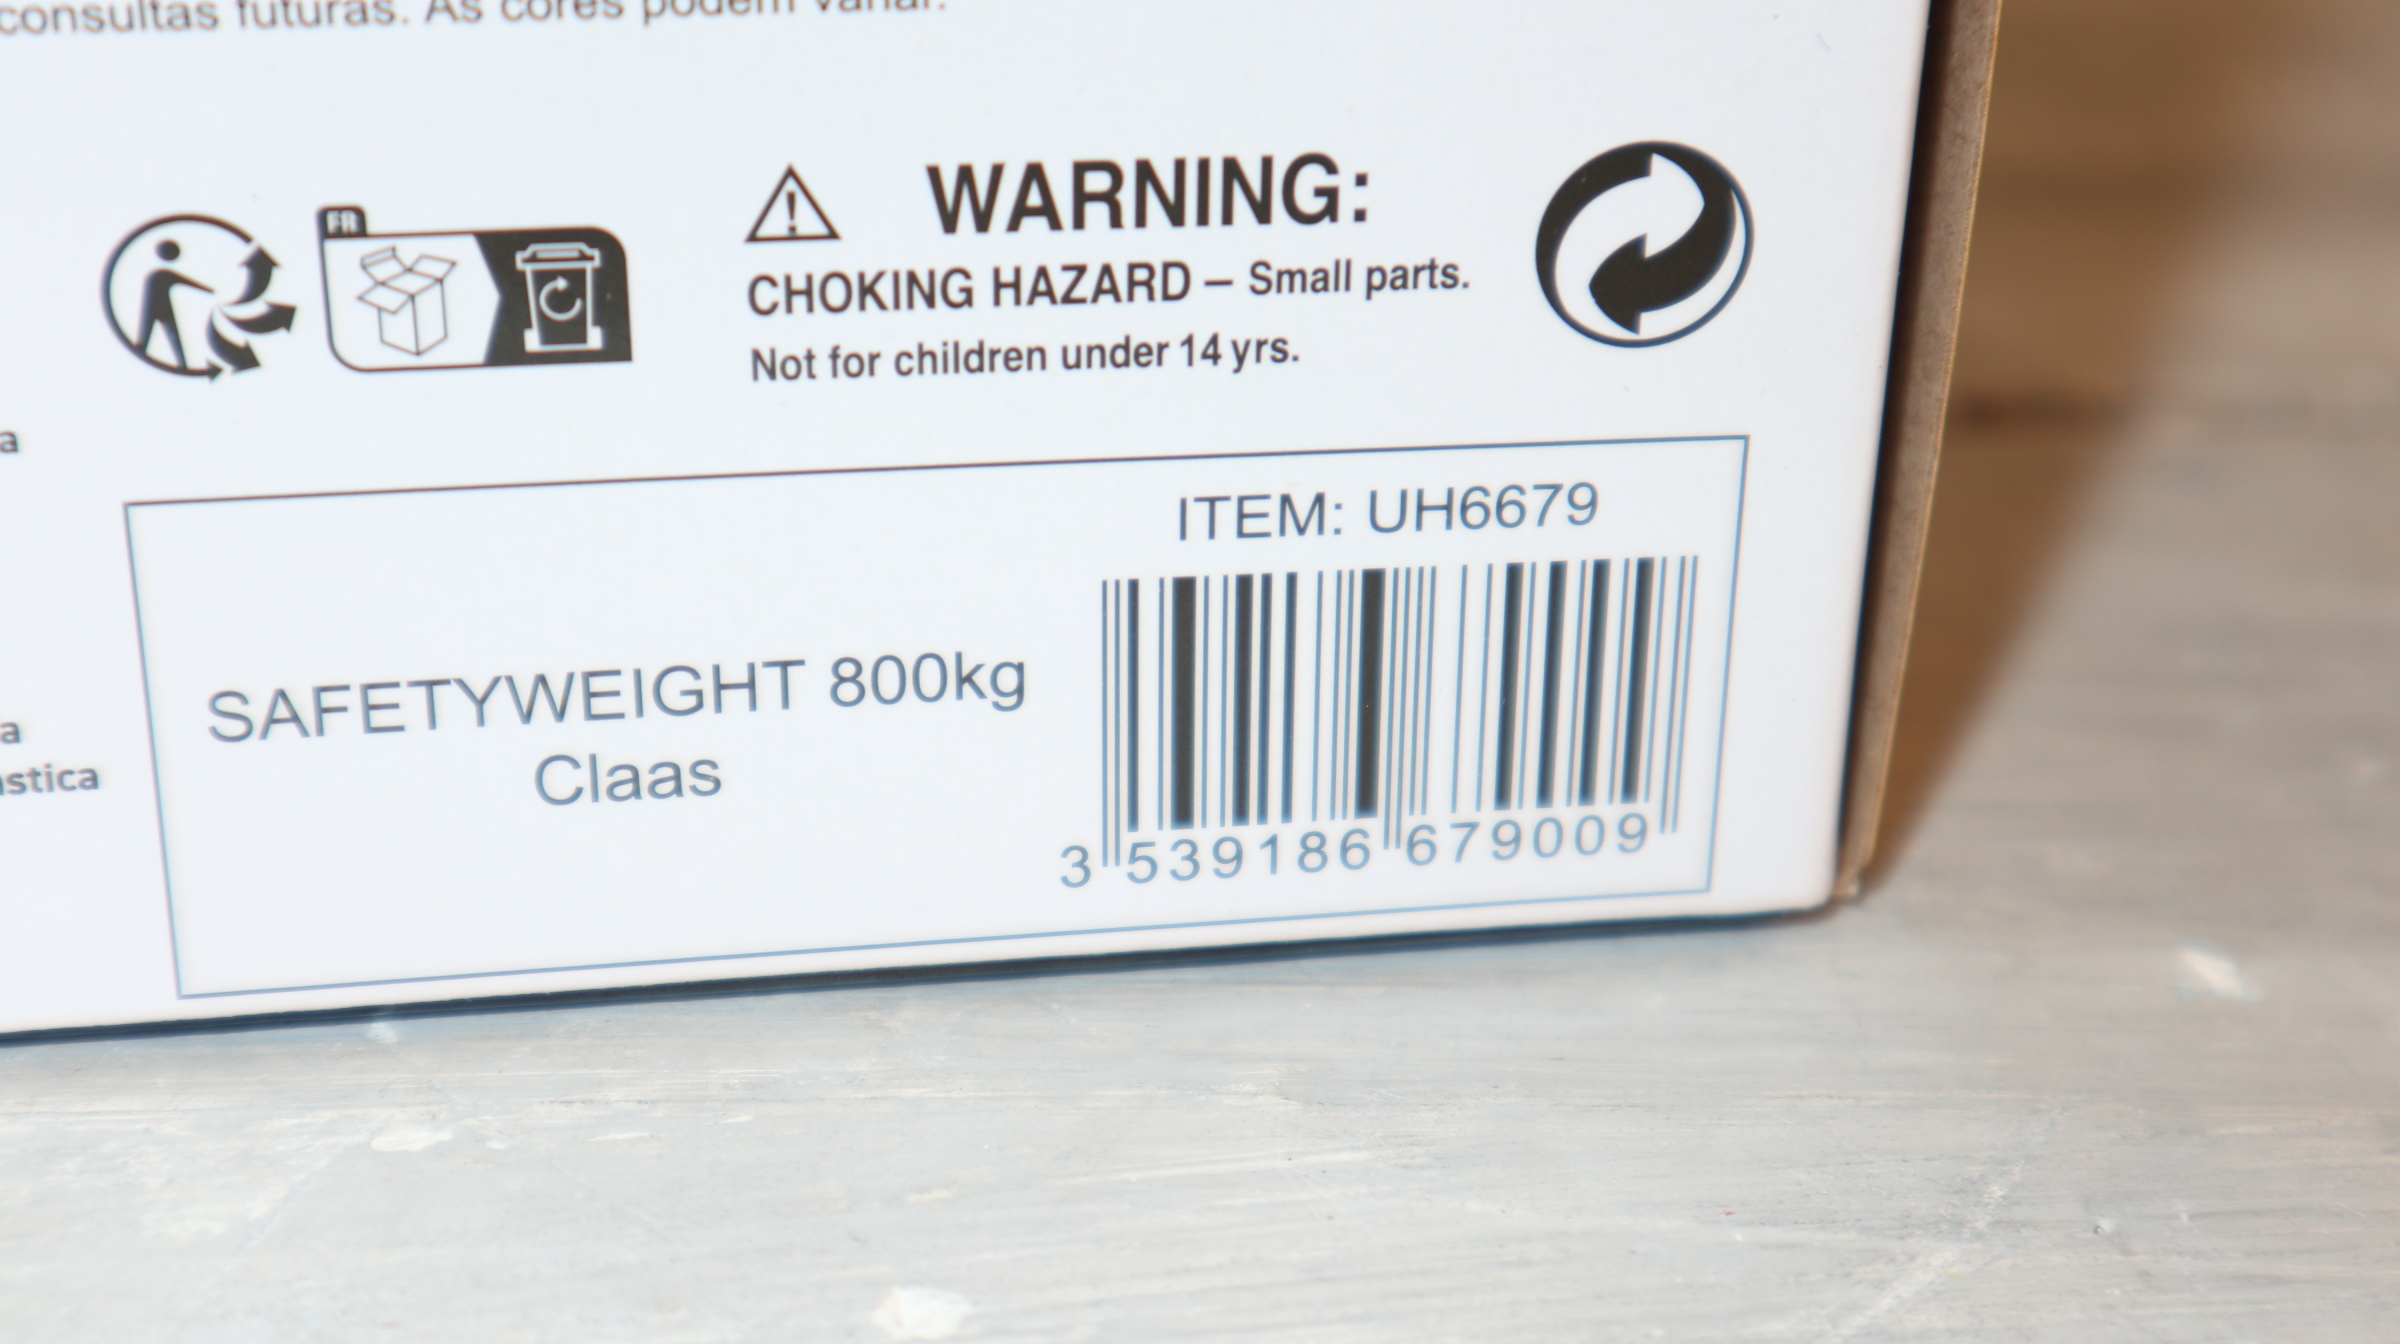 consultas futuras. As cores podem variar.
FR
WARNING:
CHOKING HAZARD – Small parts.
Not for children under 14 yrs.
a
ITEM: UH6679
SAFETYWEIGHT 800kg
Claas
a
stica
3 539186 679009